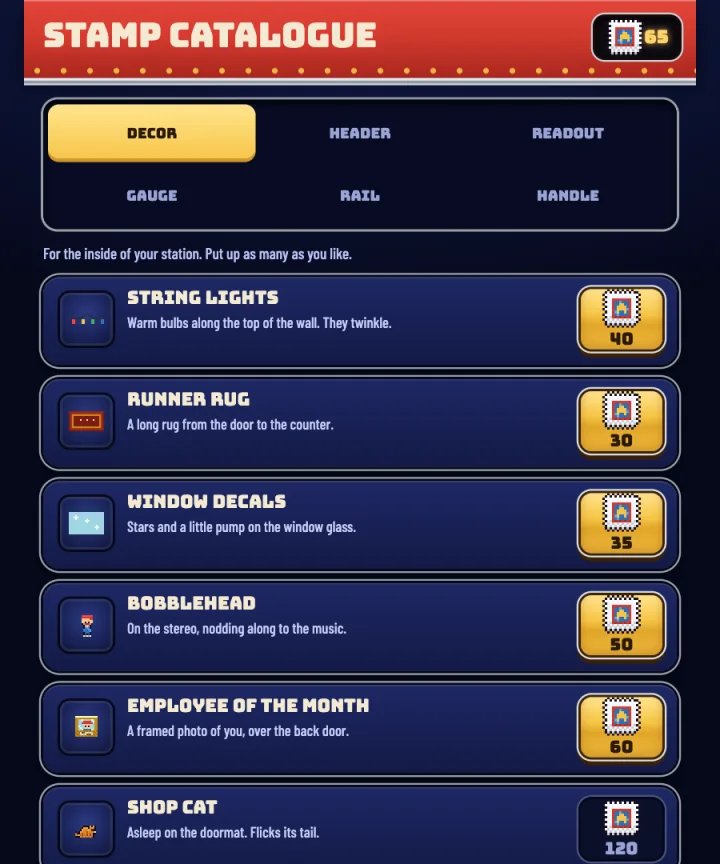 STAMP CATALOGUE
65
DECOR
HEADER
READOUT
GAUGE
RAIL
HANDLE
For the inside of your station. Put up as many as you like.
STRING LIGHTS
Warm bulbs along the top of the wall. They twinkle.
40
RUNNER RUG
A long rug from the door to the counter.
30
WINDOW DECALS
Stars and a little pump on the window glass.
35
BOBBLEHEAD
On the stereo, nodding along to the music.
50
EMPLOYEE OF THE MONTH
A framed photo of you, over the back door.
60
SHOP CAT
Asleep on the doormat. Flicks its tail.
120